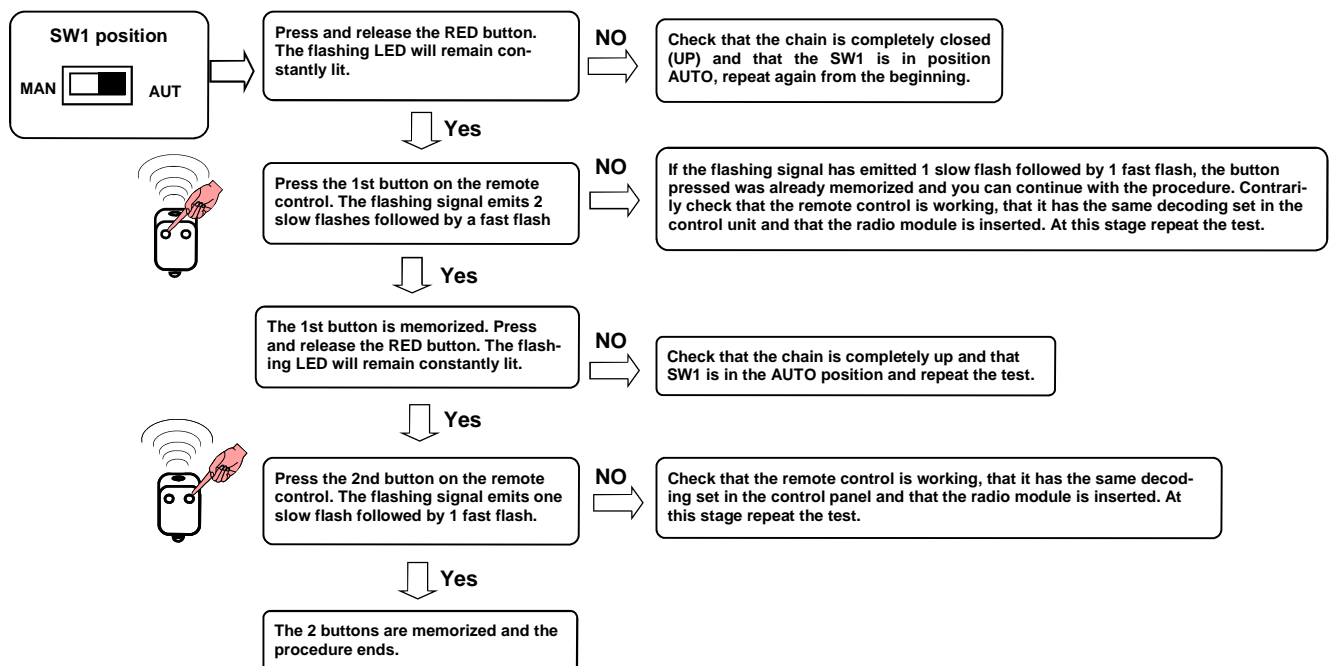 SW1 position
MAN
AUT
Press and release the RED button.
The flashing LED will remain con-
stantly lit.
NO
Check that the chain is completely closed
(UP) and that the SW1 is in position
AUTO, repeat again from the beginning.
Yes
Press the 1st button on the remote
control. The flashing signal emits 2
slow flashes followed by a fast flash
NO
If the flashing signal has emitted 1 slow flash followed by 1 fast flash, the button
pressed was already memorized and you can continue with the procedure. Contrari-
ly check that the remote control is working, that it has the same decoding set in the
control unit and that the radio module is inserted. At this stage repeat the test.
Yes
The 1st button is memorized. Press
and release the RED button. The flash-
ing LED will remain constantly lit.
NO
Check that the chain is completely up and that
SW1 is in the AUTO position and repeat the test.
Yes
Press the 2nd button on the remote
control. The flashing signal emits one
slow flash followed by 1 fast flash.
NO
Check that the remote control is working, that it has the same decod-
ing set in the control panel and that the radio module is inserted. At
this stage repeat the test.
Yes
The 2 buttons are memorized and the
procedure ends.